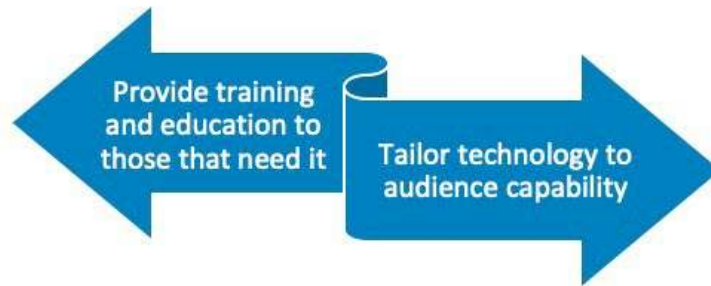 Provide training
and education to
those that need it
Tailor technology to
audience capability